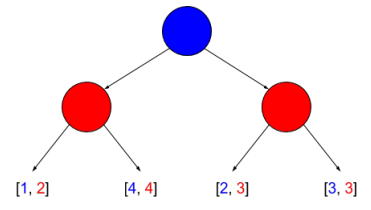 [1, 2] [4, 4] [2, 3] [3, 3]